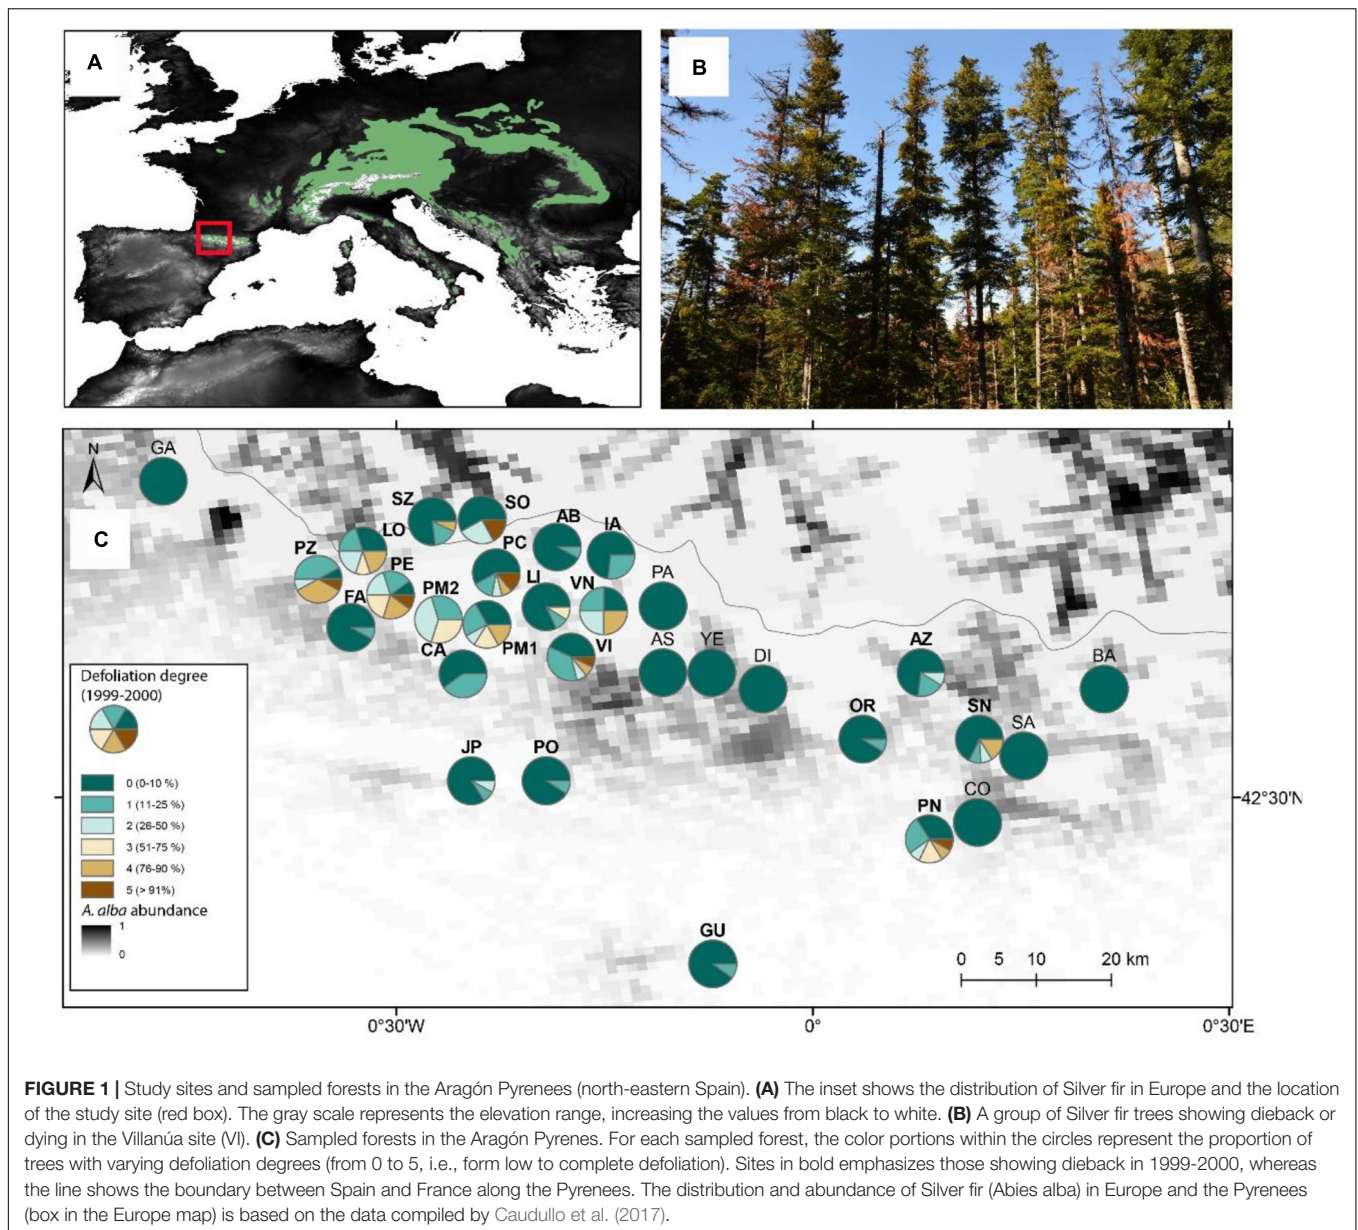 A
B
N
C
GA
SZ
SO
LO
AB
IA
PZ
PC
PE
PM2
LI
VN
PA
FA
CA
PM1
VI
AS
YE
DI
AZ
BA
OR
SN
SA
JP
PO
CO
PN
GU
Defoliation degree
(1999-2000)
0 (0-10 %)
1 (11-25 %)
2 (26-50 %)
3 (51-75 %)
4 (76-90 %)
5 (> 91%)
A. alba abundance
1
0
42°30'N
0 5 10 20 km
0°30'W
0°
0°30'E
FIGURE 1 | Study sites and sampled forests in the Aragón Pyrenees (north-eastern Spain). (A) The inset shows the distribution of Silver fir in Europe and the location
of the study site (red box). The gray scale represents the elevation range, increasing the values from black to white. (B) A group of Silver fir trees showing dieback or
dying in the Villanúa site (VI). (C) Sampled forests in the Aragón Pyrenes. For each sampled forest, the color portions within the circles represent the proportion of
trees with varying defoliation degrees (from 0 to 5, i.e., form low to complete defoliation). Sites in bold emphasizes those showing dieback in 1999-2000, whereas
the line shows the boundary between Spain and France along the Pyrenees. The distribution and abundance of Silver fir (Abies alba) in Europe and the Pyrenees
(box in the Europe map) is based on the data compiled by Caudullo et al. (2017).